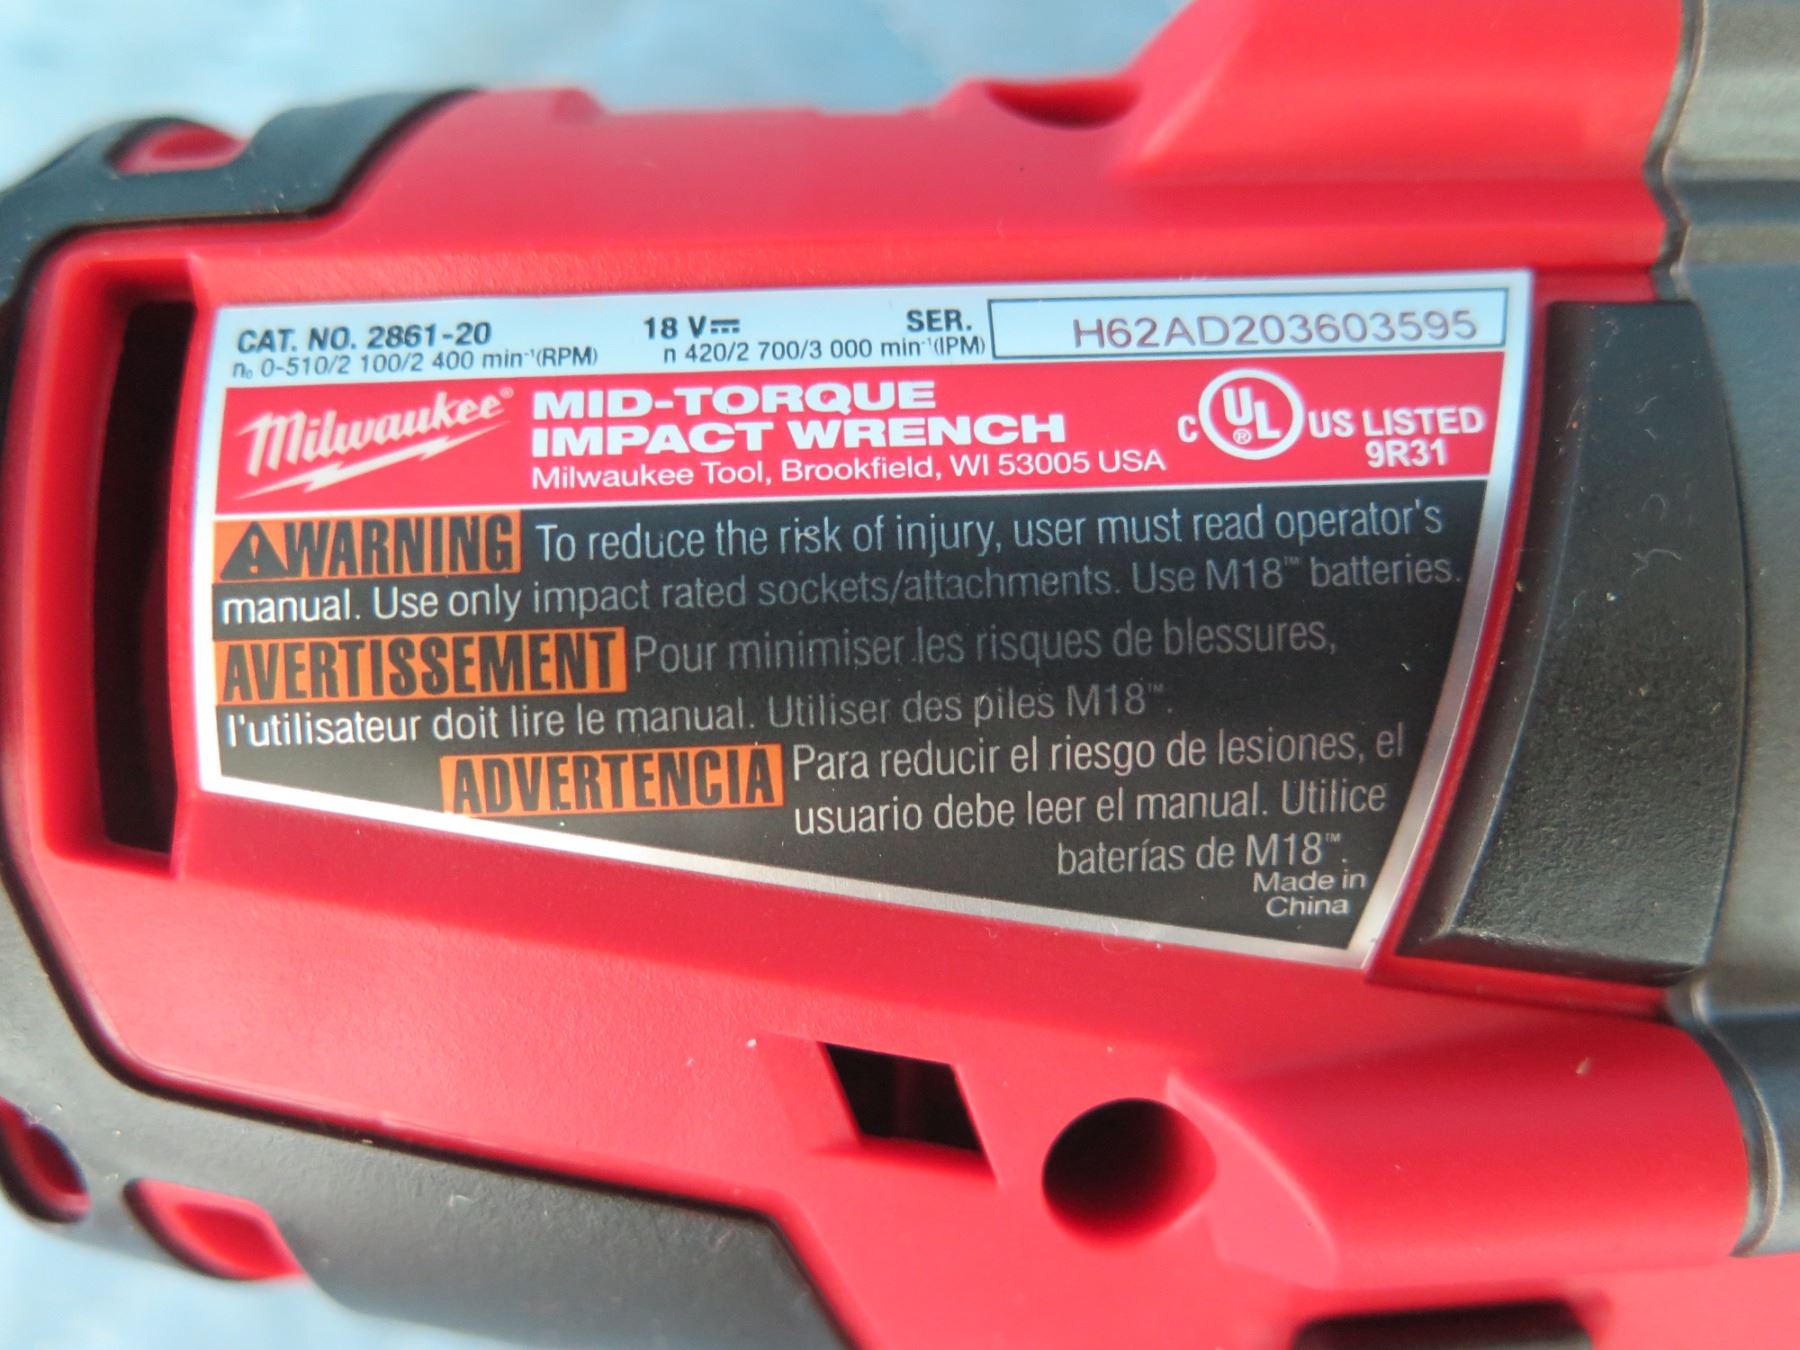 CAT. NO. 2861-20 18 V⎓ SER. H62AD203603595
n₀ 0-510/2 100/2 400 min⁻¹(RPM) n 420/2 700/3 000 min⁻¹(IPM)
Milwaukee®
MID-TORQUE
IMPACT WRENCH
Milwaukee Tool, Brookfield, WI 53005 USA
C UL® US LISTED
9R31
⚠WARNING To reduce the risk of injury, user must read operator's
manual. Use only impact rated sockets/attachments. Use M18™ batteries.
AVERTISSEMENT Pour minimiser les risques de blessures,
l'utilisateur doit lire le manual. Utiliser des piles M18™.
ADVERTENCIA Para reducir el riesgo de lesiones, el
usuario debe leer el manual. Utilice
baterías de M18™.
Made in
China